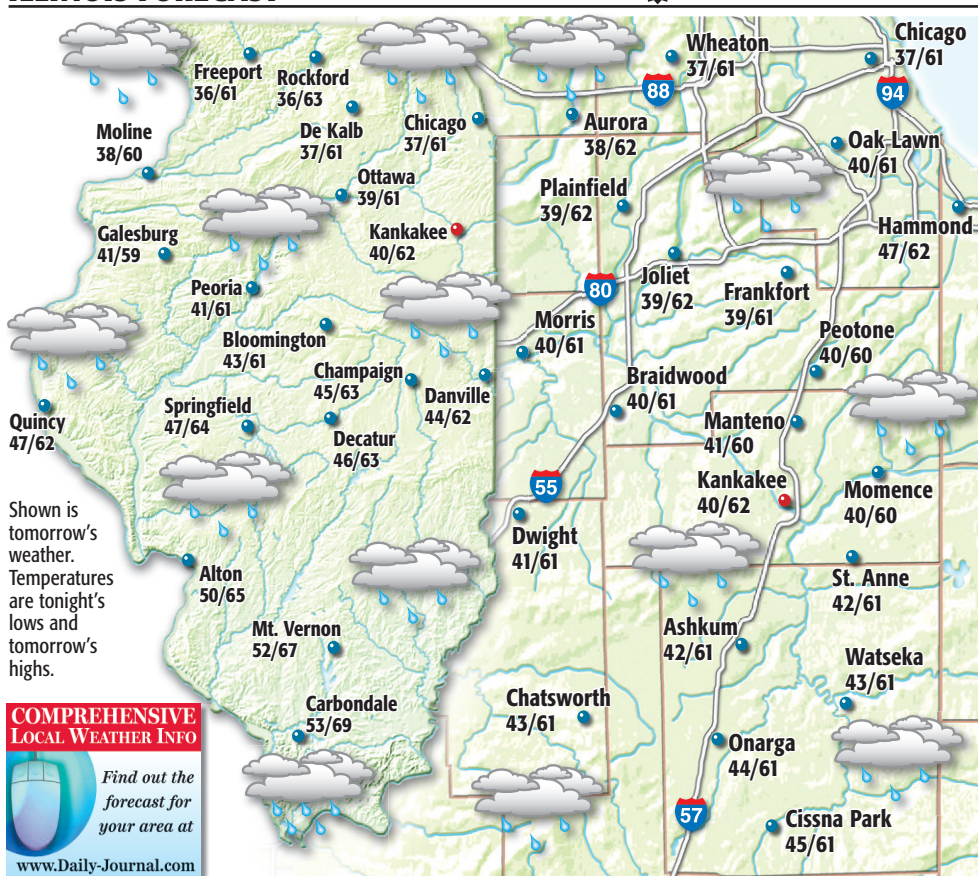 ILLINOIS FORECAST
Freeport
36/61
Rockford
36/63
Moline
38/60
De Kalb
37/61
Chicago
37/61
Ottawa
39/61
Galesburg
41/59
Kankakee
40/62
Peoria
41/61
Bloomington
43/61
Champaign
45/63
Danville
44/62
Quincy
47/62
Springfield
47/64
Decatur
46/63
Alton
50/65
Mt. Vernon
52/67
Carbondale
53/69
Shown is
tomorrow's
weather.
Temperatures
are tonight's
lows and
tomorrow's
highs.
COMPREHENSIVE
LOCAL WEATHER INFO
Find out the
forecast for
your area at
www.Daily-Journal.com
Wheaton
37/61
Chicago
37/61
88
94
Aurora
38/62
Oak Lawn
40/61
Plainfield
39/62
Hammond
47/62
Joliet
39/62
80
Frankfort
39/61
Morris
40/61
Peotone
40/60
Braidwood
40/61
Manteno
41/60
55
Kankakee
40/62
Momence
40/60
Dwight
41/61
St. Anne
42/61
Ashkum
42/61
Watseka
43/61
Chatsworth
43/61
Onarga
44/61
57
Cissna Park
45/61